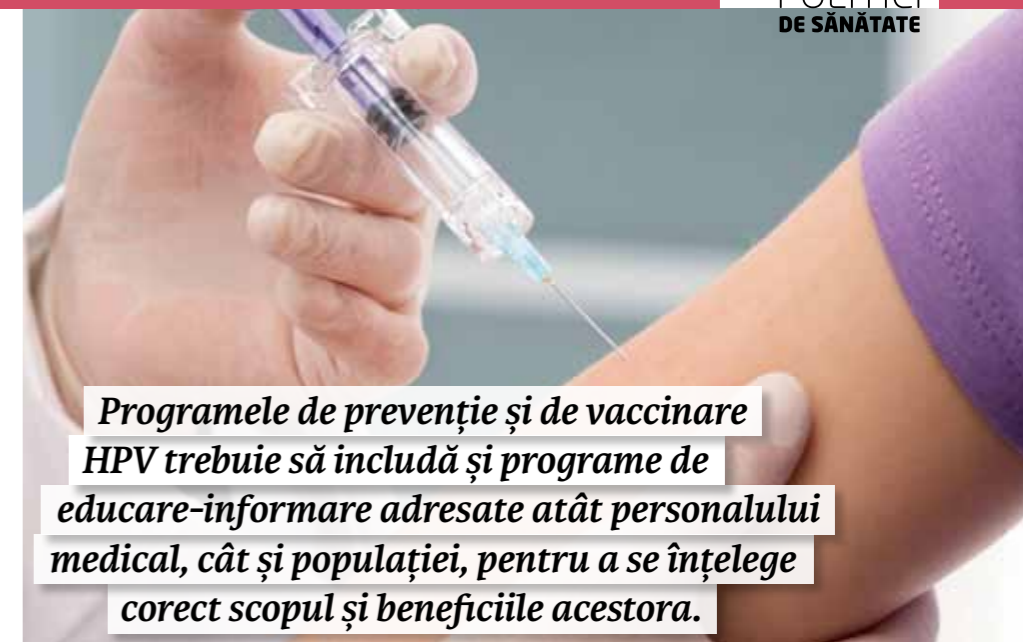 DE SĂNĂTATE
Programele de prevenție și de vaccinare
HPV trebuie să includă și programe de
educare-informare adresate atât personalului
medical, cât și populației, pentru a se înțelege
corect scopul și beneficiile acestora.